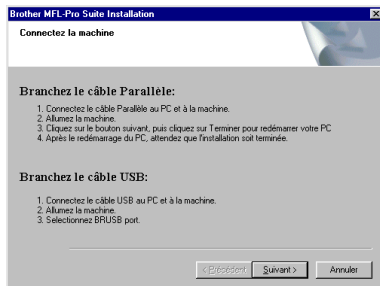 Brother MFL-Pro Suite Installation
Connectez la machine
Branchez le câble Parallèle:
1. Connectez le câble Parallèle au PC et à la machine.
2. Allumez la machine.
3. Cliquez sur le bouton suivant, puis cliquez sur Terminer pour redémarrer votre PC
4. Après le redémarrage du PC, attendez que l'installation soit terminée.
Branchez le câble USB:
1. Connectez le câble USB au PC et à la machine.
2. Allumez la machine.
3. Selectionnez BRUSB port.
< Précédent Suivant > Annuler